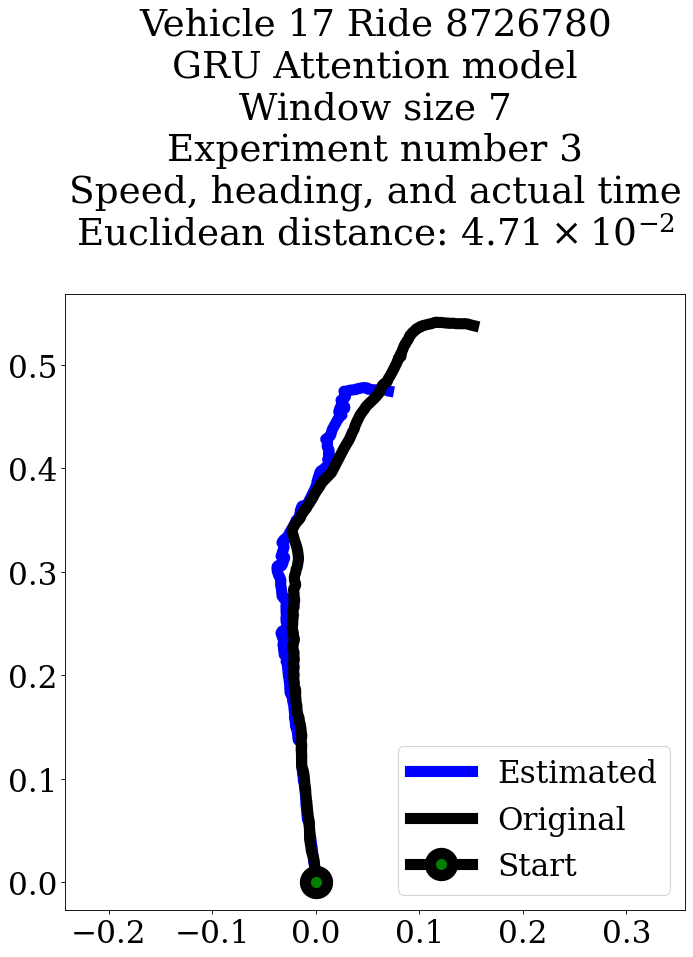 Vehicle 17 Ride 8726780
GRU Attention model
Window size 7
Experiment number 3
Speed, heading, and actual time
Euclidean distance: 4.71 × 10⁻²
0.5
0.4
0.3
0.2
0.1
0.0
Estimated
Original
Start
−0.2 −0.1 0.0 0.1 0.2 0.3